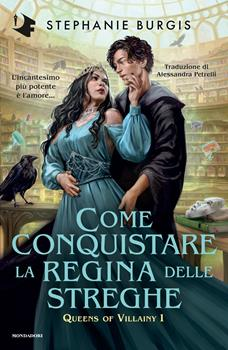 STEPHANIE BURGIS
L'incantesimo
più potente
è l'amore...
Traduzione di
Alessandra Petrelli
COME
CONQUISTARE
LA REGINA DELLE
STREGHE
QUEENS OF VILLAINY 1
MONDADORI